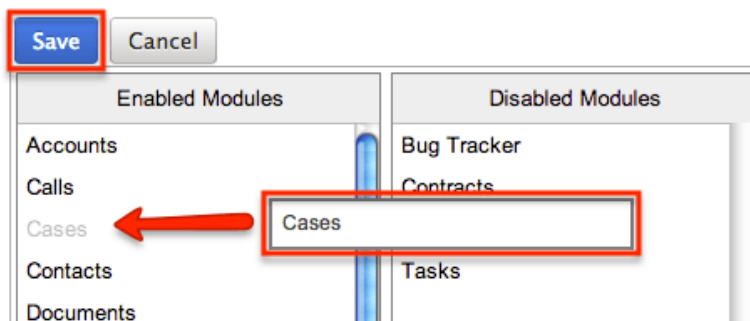 Save Cancel
Enabled Modules Disabled Modules
Accounts Bug Tracker
Calls Contracts
Cases Cases
Contacts Tasks
Documents